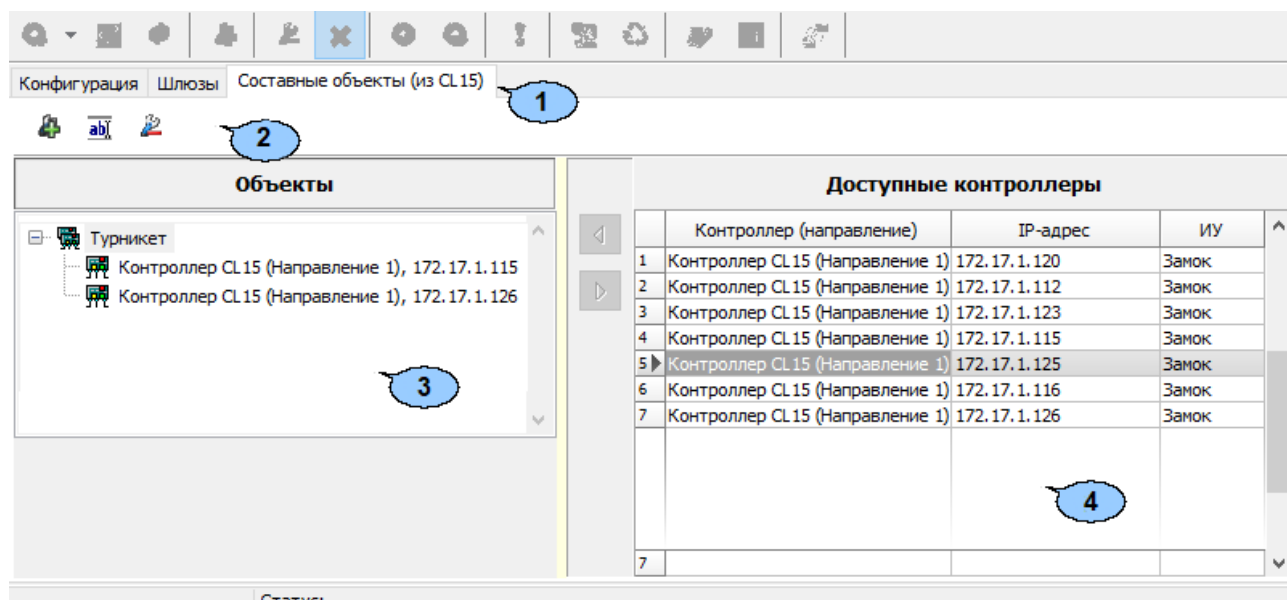 Конфигурация Шлюзы Составные объекты (из CL15)
1
ab
2
Объекты Доступные контроллеры
Турникет
Контроллер CL15 (Направление 1), 172.17.1.115
Контроллер CL15 (Направление 1), 172.17.1.126
3
Контроллер (направление) IP-адрес ИУ
1 Контроллер CL15 (Направление 1) 172.17.1.120 Замок
2 Контроллер CL15 (Направление 1) 172.17.1.112 Замок
3 Контроллер CL15 (Направление 1) 172.17.1.123 Замок
4 Контроллер CL15 (Направление 1) 172.17.1.115 Замок
5 Контроллер CL15 (Направление 1) 172.17.1.125 Замок
6 Контроллер CL15 (Направление 1) 172.17.1.116 Замок
7 Контроллер CL15 (Направление 1) 172.17.1.126 Замок
4
7